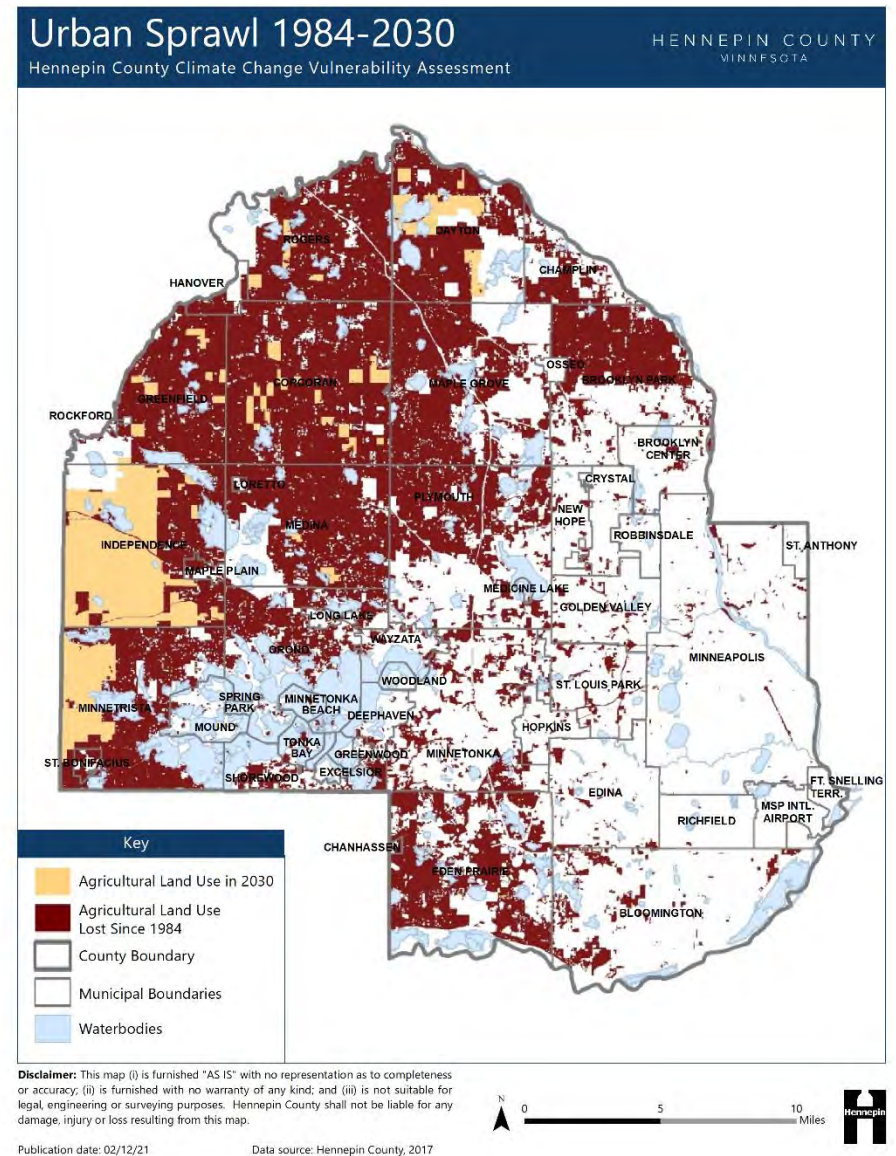 Urban Sprawl 1984-2030
Hennepin County Climate Change Vulnerability Assessment
HENNEPIN COUNTY
MINNESOTA
ROGERS
DAYTON
HANOVER
CHAMPLIN
OSSEO
GREENFIELD
CORCORAN
MAPLE GROVE
BROOKLYN PARK
ROCKFORD
BROOKLYN
CENTER
LORETTO
CRYSTAL
PLYMOUTH
NEW
HOPE
MEDINA
ROBBINSDALE
INDEPENDENCE
ST. ANTHONY
MAPLE PLAIN
MEDICINE LAKE
GOLDEN VALLEY
LONG LAKE
WAYZATA
ORONO
MINNEAPOLIS
WOODLAND
ST. LOUIS PARK
SPRING
PARK
MINNETONKA
BEACH
MINNETRISTA
DEEPHAVEN
MOUND
HOPKINS
TONKA
BAY
GREENWOOD
MINNETONKA
ST. BONIFACIUS
EXCELSIOR
SHOREWOOD
FT. SNELLING
TERR.
EDINA
MSP INTL.
AIRPORT
RICHFIELD
CHANHASSEN
EDEN PRAIRIE
BLOOMINGTON
Key
Agricultural Land Use in 2030
Agricultural Land Use
Lost Since 1984
County Boundary
Municipal Boundaries
Waterbodies
Disclaimer: This map (i) is furnished "AS IS" with no representation as to completeness
or accuracy; (ii) is furnished with no warranty of any kind; and (iii) is not suitable for
legal, engineering or surveying purposes. Hennepin County shall not be liable for any
damage, injury or loss resulting from this map.
Publication date: 02/12/21
Data source: Hennepin County, 2017
N
0 5 10
Miles
Hennepin